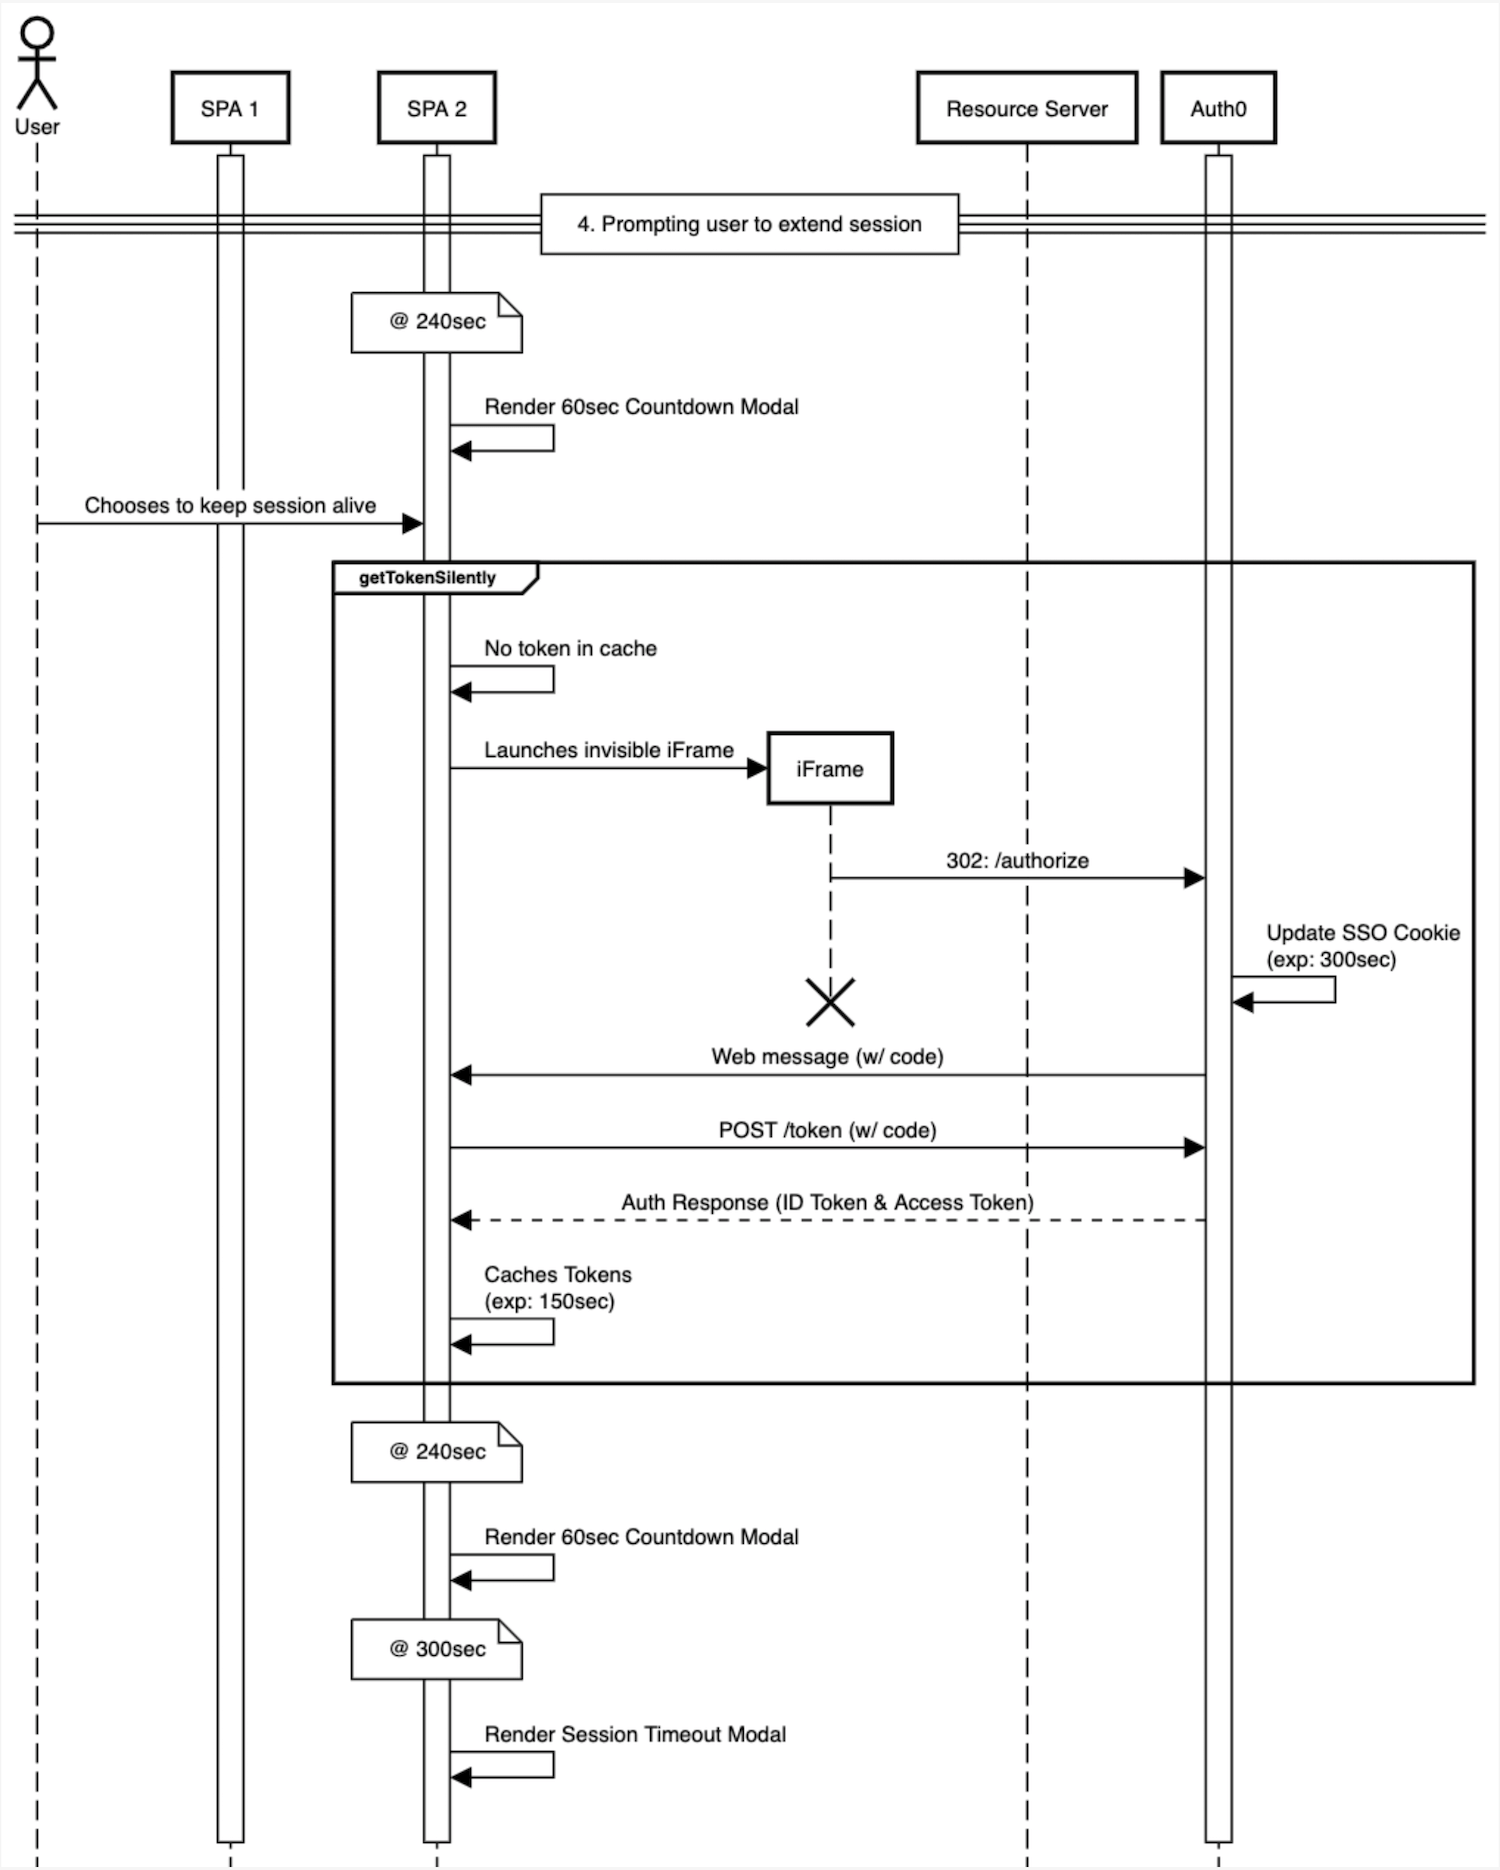 User
SPA 1
SPA 2
Resource Server
Auth0
4. Prompting user to extend session
@ 240sec
Render 60sec Countdown Modal
Chooses to keep session alive
getTokenSilently
No token in cache
Launches invisible iFrame
iFrame
302: /authorize
Update SSO Cookie
(exp: 300sec)
Web message (w/ code)
POST /token (w/ code)
Auth Response (ID Token & Access Token)
Caches Tokens
(exp: 150sec)
@ 240sec
Render 60sec Countdown Modal
@ 300sec
Render Session Timeout Modal